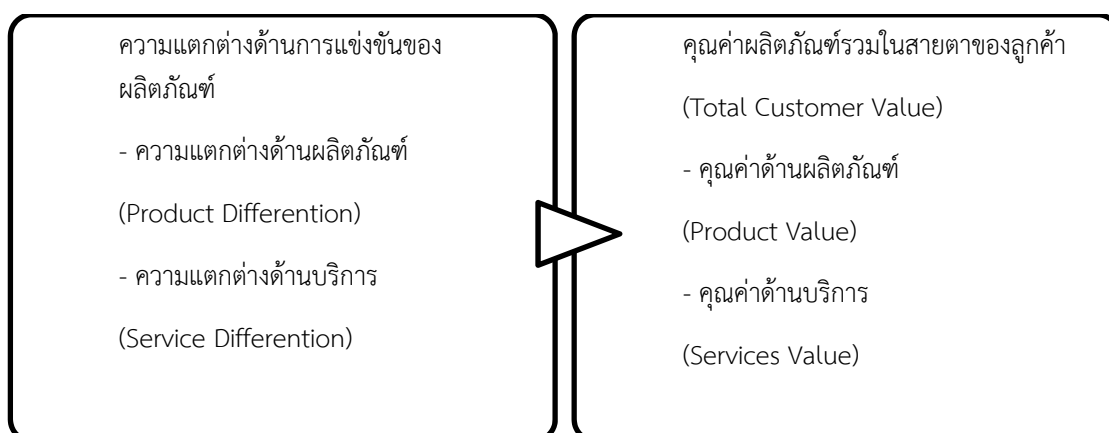 ความแตกต่างด้านการแข่งขันของ
ผลิตภัณฑ์
- ความแตกต่างด้านผลิตภัณฑ์
(Product Differention)
- ความแตกต่างด้านบริการ
(Service Differention)
คุณค่าผลิตภัณฑ์รวมในสายตาของลูกค้า
(Total Customer Value)
- คุณค่าด้านผลิตภัณฑ์
(Product Value)
- คุณค่าด้านบริการ
(Services Value)